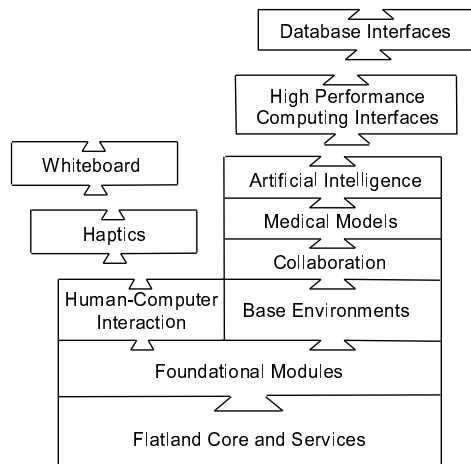 Database Interfaces
High Performance
Computing Interfaces
Whiteboard
Artificial Intelligence
Medical Models
Haptics
Collaboration
Human-Computer
Interaction
Base Environments
Foundational Modules
Flatland Core and Services